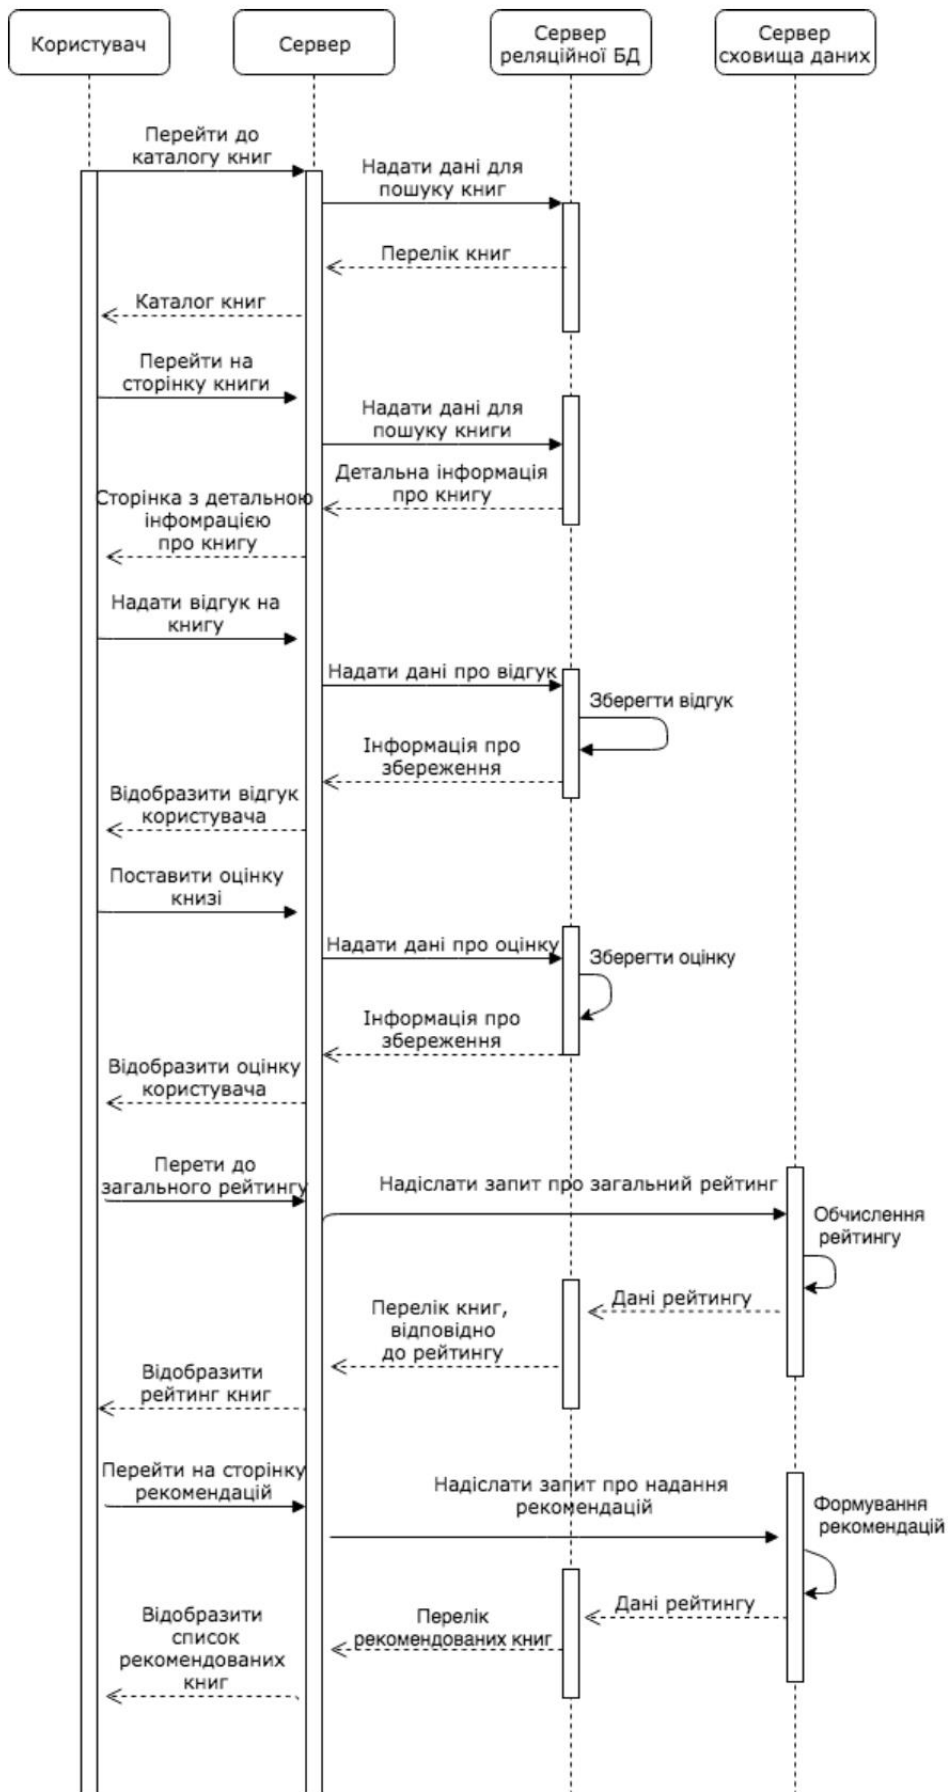 Користувач
Сервер
Сервер
реляційної БД
Сервер
сховища даних
Перейти до
каталогу книг
Надати дані для
пошуку книг
Перелік книг
Каталог книг
Перейти на
сторінку книги
Надати дані для
пошуку книги
Детальна інформація
про книгу
Сторінка з детальною
інфомрацією
про книгу
Надати відгук на
книгу
Надати дані про відгук
Зберегти відгук
Інформація про
збереження
Відобразити відгук
користувача
Поставити оцінку
книзі
Надати дані про оцінку
Зберегти оцінку
Інформація про
збереження
Відобразити оцінку
користувача
Перети до
загального рейтингу
Надіслати запит про загальний рейтинг
Обчислення
рейтингу
Дані рейтингу
Перелік книг,
відповідно
до рейтингу
Відобразити
рейтинг книг
Перейти на сторінку
рекомендацій
Надіслати запит про надання
рекомендацій
Формування
рекомендацій
Дані рейтингу
Перелік
рекомендованих книг
Відобразити
список
рекомендованих
книг